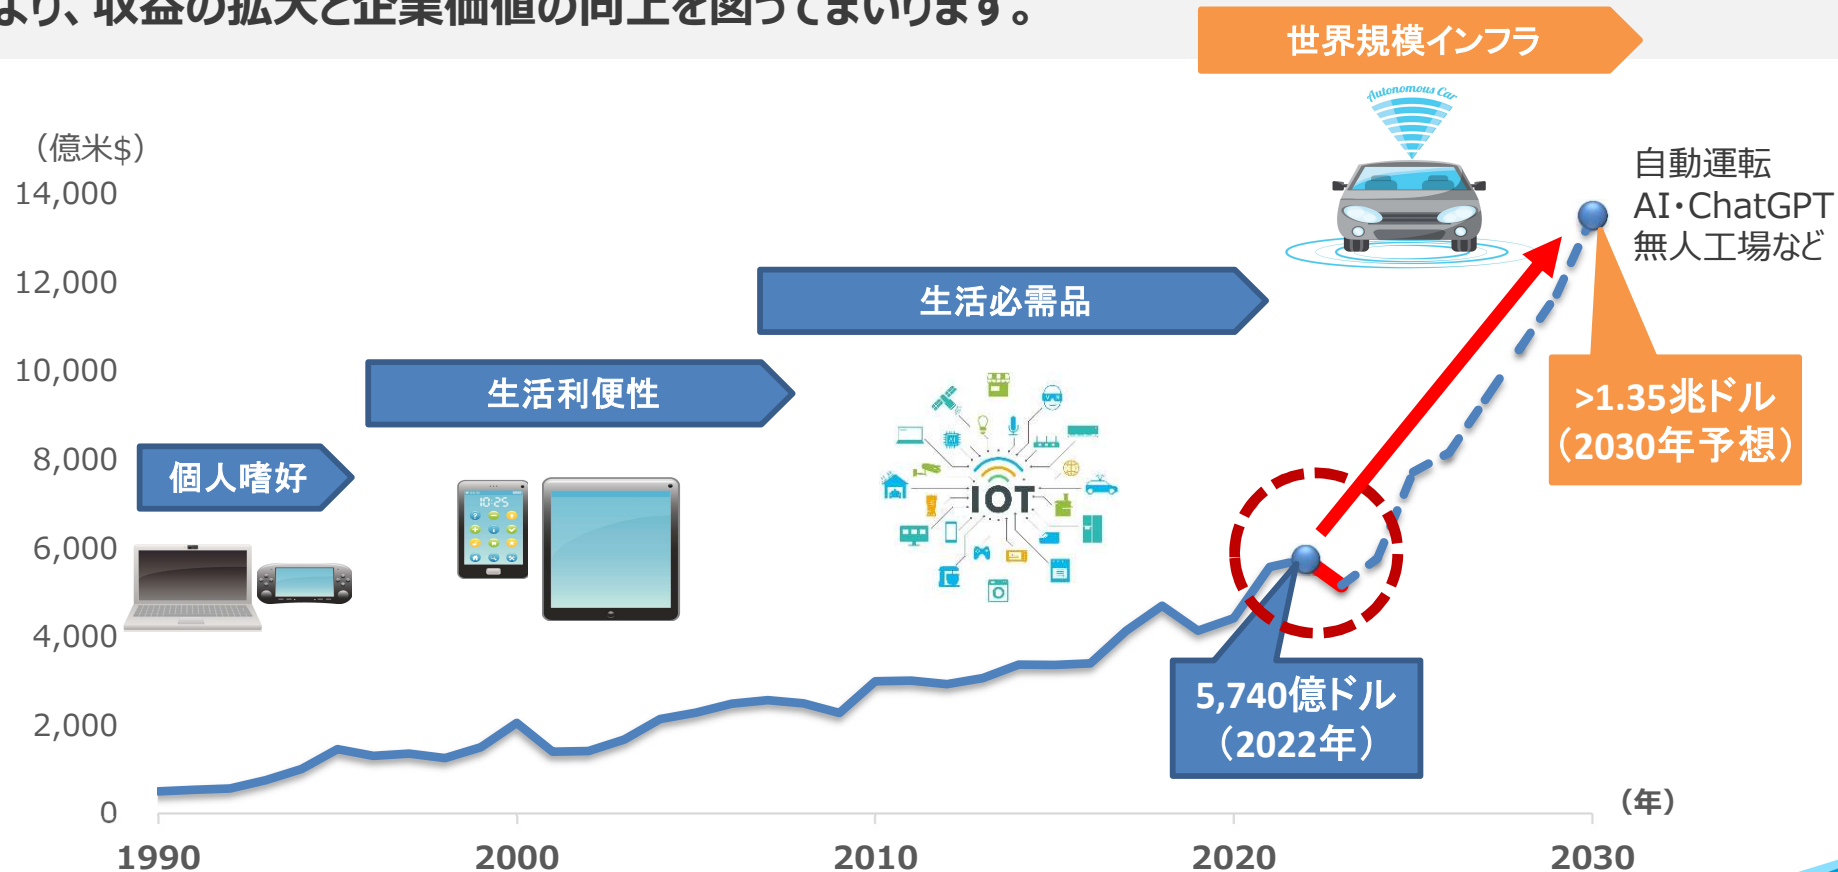 より、収益の拡大と企業価値の向上を図ってまいります。
世界規模インフラ
Autonomous Car
（億米$）
自動運転
AI・ChatGPT
無人工場など
14,000
12,000
生活必需品
10,000
生活利便性
>1.35兆ドル
（2030年予想）
8,000
個人嗜好
10:25
IOT
6,000
4,000
5,740億ドル
（2022年）
2,000
0
（年）
1990
2000
2010
2020
2030